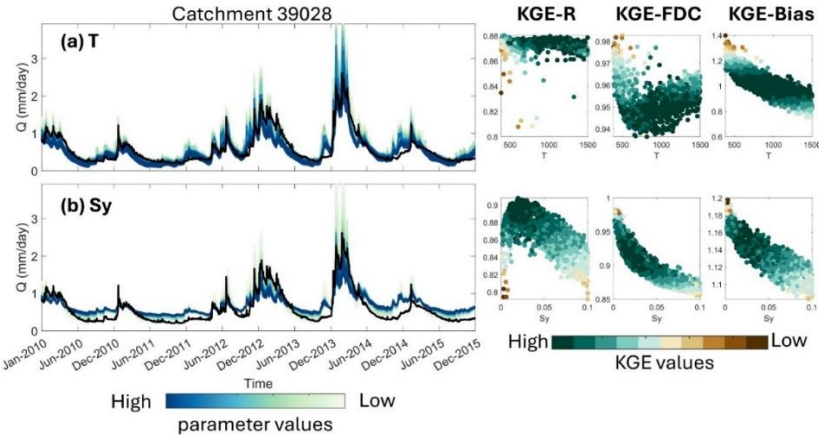 Catchment 39028
KGE-R KGE-FDC KGE-Bias
(a) T
Q (mm/day)
3
2
1
0
0.88
0.86
0.84
0.82
0.8
500 1000 1500
T
0.98
0.97
0.96
0.95
0.94
500 1000 1500
T
1.4
1.2
1
0.8
0.6
500 1000 1500
T
(b) Sy
Q (mm/day)
3
2
1
0
Jan-2010 Jun-2010 Dec-2010 Jun-2011 Dec-2011 Jun-2012 Dec-2012 Jun-2013 Dec-2013 Jun-2014 Dec-2014 Jun-2015 Dec-2015
Time
0.9
0.88
0.86
0.84
0.82
0.8
0 0.05 0.1
Sy
1
0.95
0.9
0.85
0 0.05 0.1
Sy
1.2
1.18
1.16
1.14
1.12
1.1
0 0.05 0.1
Sy
High Low
KGE values
High Low
parameter values